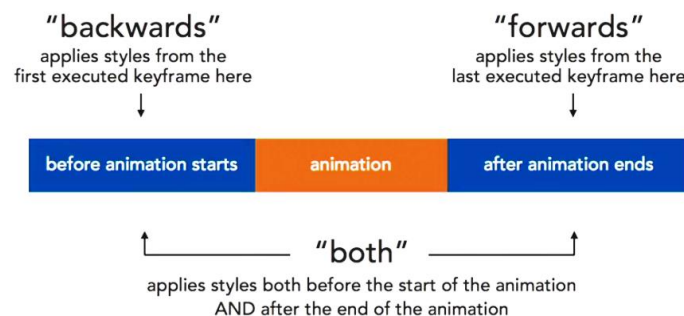 “backwards”
applies styles from the
first executed keyframe here
“forwards”
applies styles from the
last executed keyframe here
before animation starts
animation
after animation ends
“both”
applies styles both before the start of the animation
AND after the end of the animation